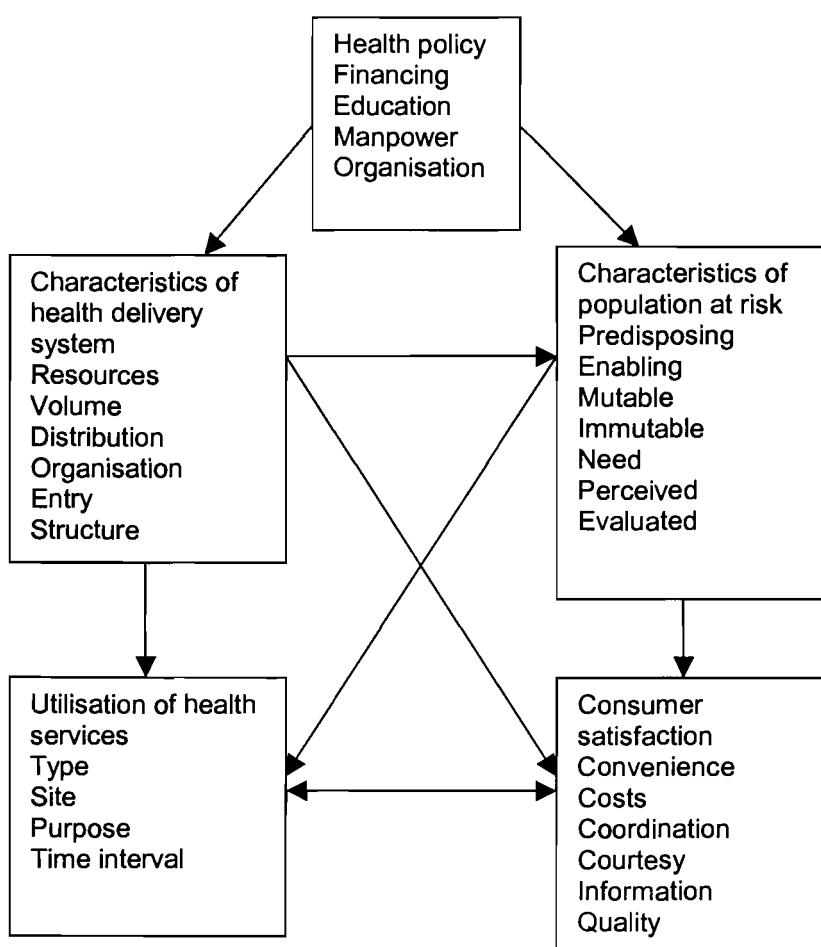 Health policy
Financing
Education
Manpower
Organisation
Characteristics of
health delivery
system
Resources
Volume
Distribution
Organisation
Entry
Structure
Characteristics of
population at risk
Predisposing
Enabling
Mutable
Immutable
Need
Perceived
Evaluated
Utilisation of health
services
Type
Site
Purpose
Time interval
Consumer
satisfaction
Convenience
Costs
Coordination
Courtesy
Information
Quality